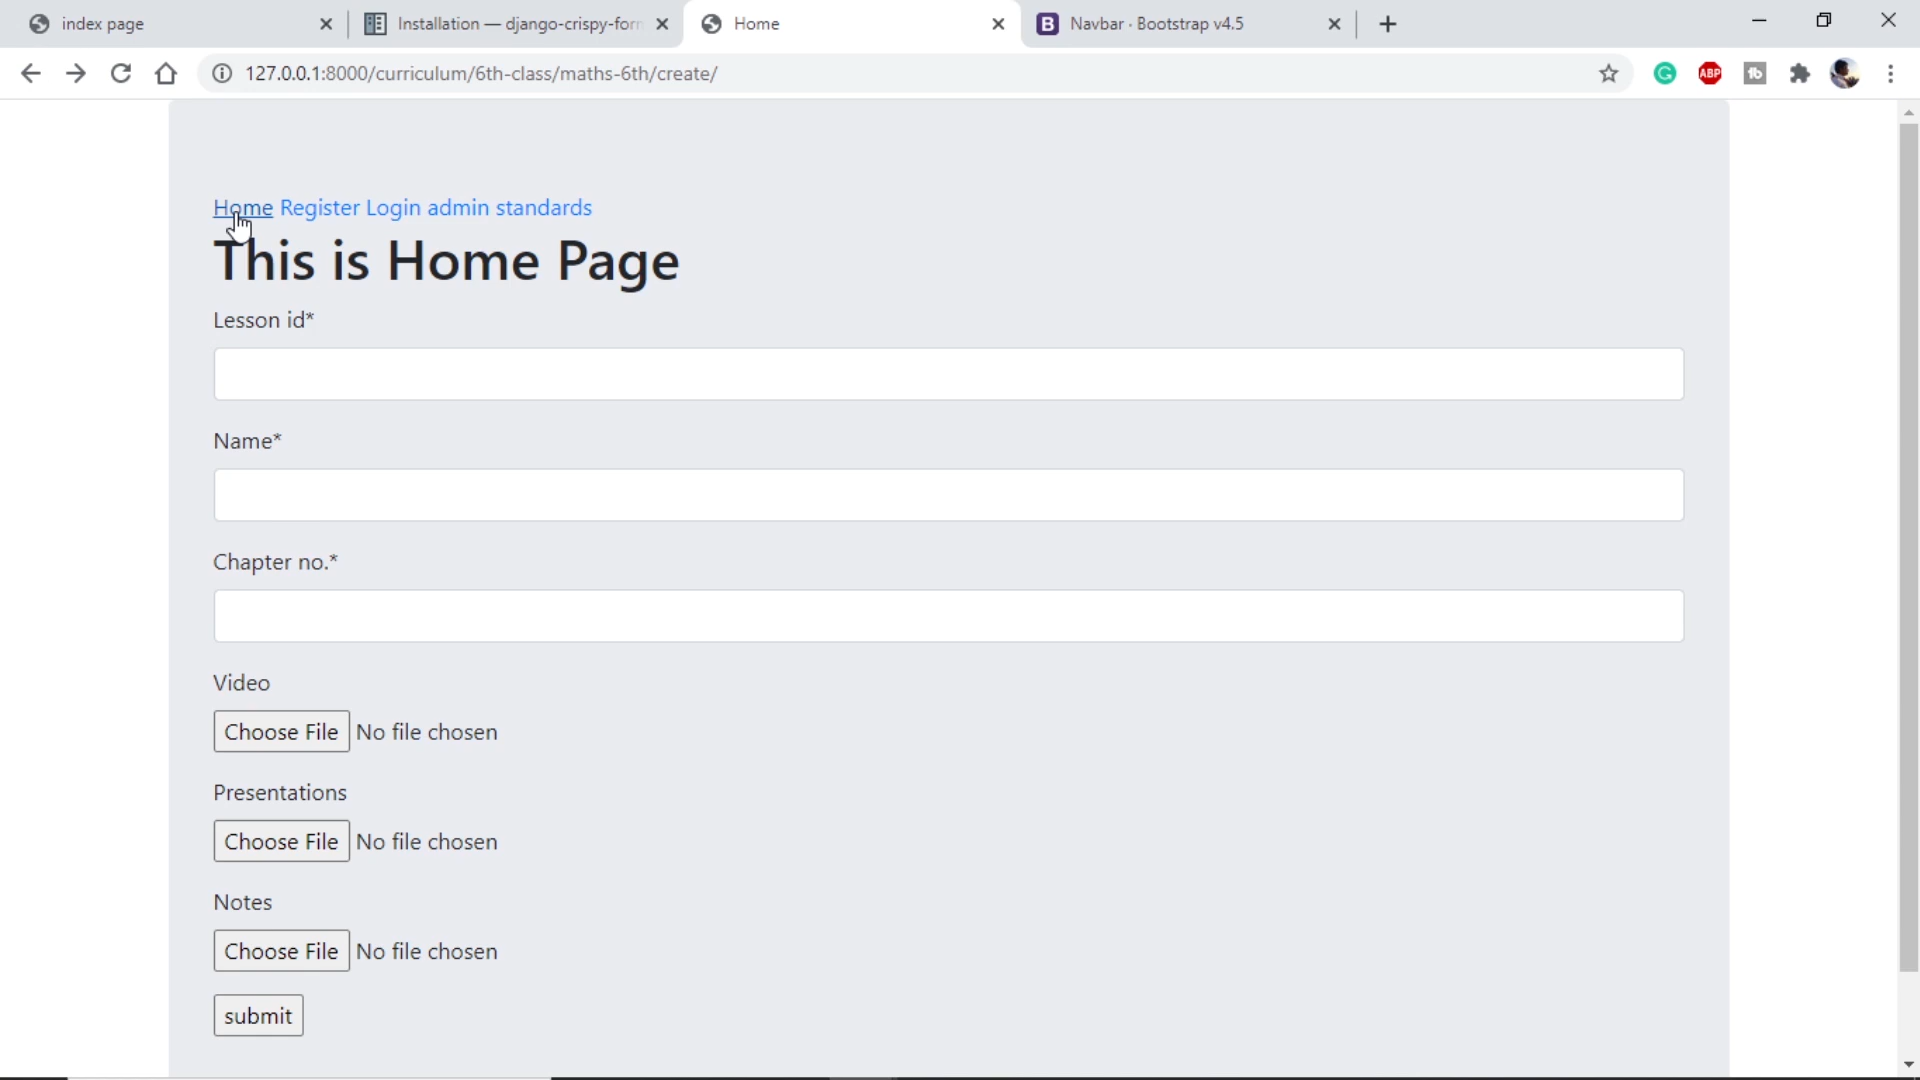 index page
Installation — django-crispy-forr
Home
Navbar · Bootstrap v4.5
127.0.0.1:8000/curriculum/6th-class/maths-6th/create/
ABP
Home Register Login admin standards
This is Home Page
Lesson id*
Name*
Chapter no.*
Video
Choose File No file chosen
Presentations
Choose File No file chosen
Notes
Choose File No file chosen
submit